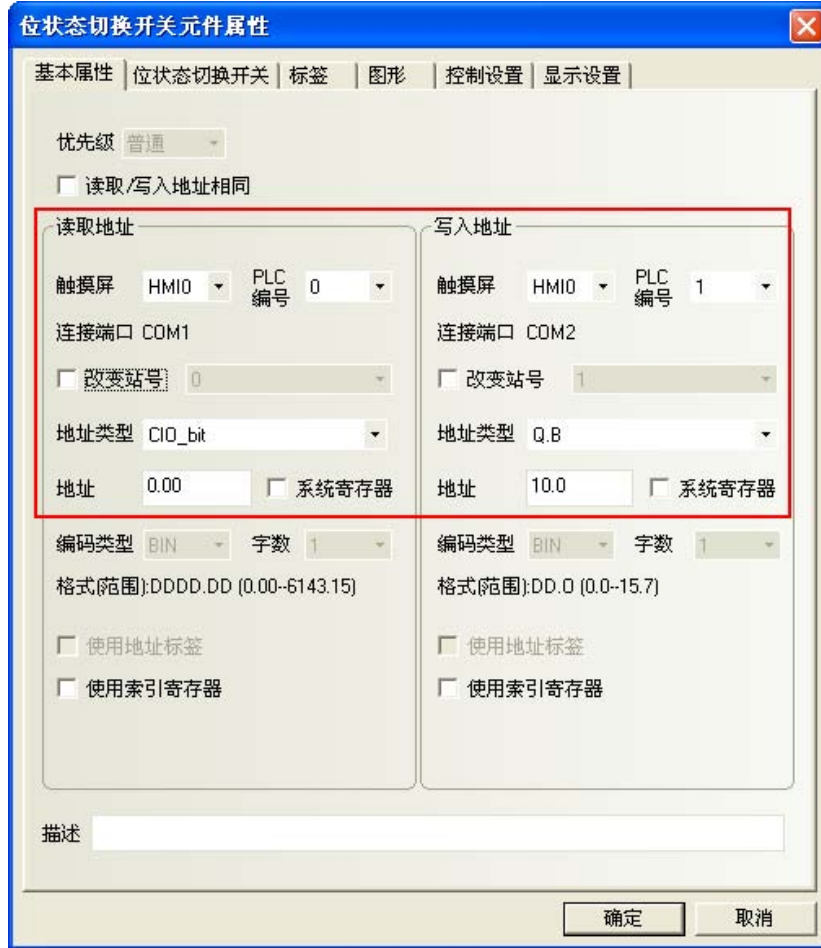 位状态切换开关元件属性
基本属性 位状态切换开关 标签 图形 控制设置 显示设置
优先级 普通
读取/写入地址相同
读取地址
触摸屏 HMI0 PLC编号 0
连接端口 COM1
改变站号 0
地址类型 CIO_bit
地址 0.00 系统寄存器
编码类型 BIN 字数 1
格式(范围):DDDD.DD (0.00--6143.15)
使用地址标签
使用索引寄存器
写入地址
触摸屏 HMI0 PLC编号 1
连接端口 COM2
改变站号 1
地址类型 Q.B
地址 10.0 系统寄存器
编码类型 BIN 字数 1
格式(范围):DD.O (0.0--15.7)
使用地址标签
使用索引寄存器
描述
确定 取消